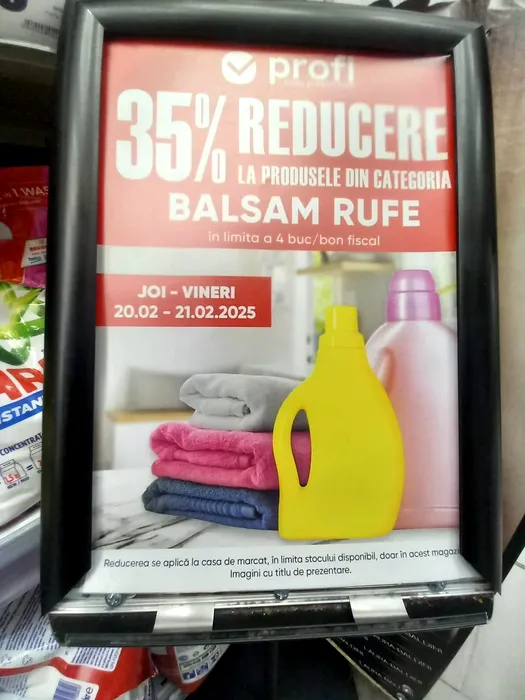 profi
35% REDUCERE
LA PRODUSELE DIN CATEGORIA
BALSAM RUFE
în limita a 4 buc/bon fiscal
JOI - VINERI
20.02 - 21.02.2025
Reducerea se aplică la casa de marcat, în limita stocului disponibil, doar în acest magazi
Imagini cu titlu de prezentare.
CONCENTRAT